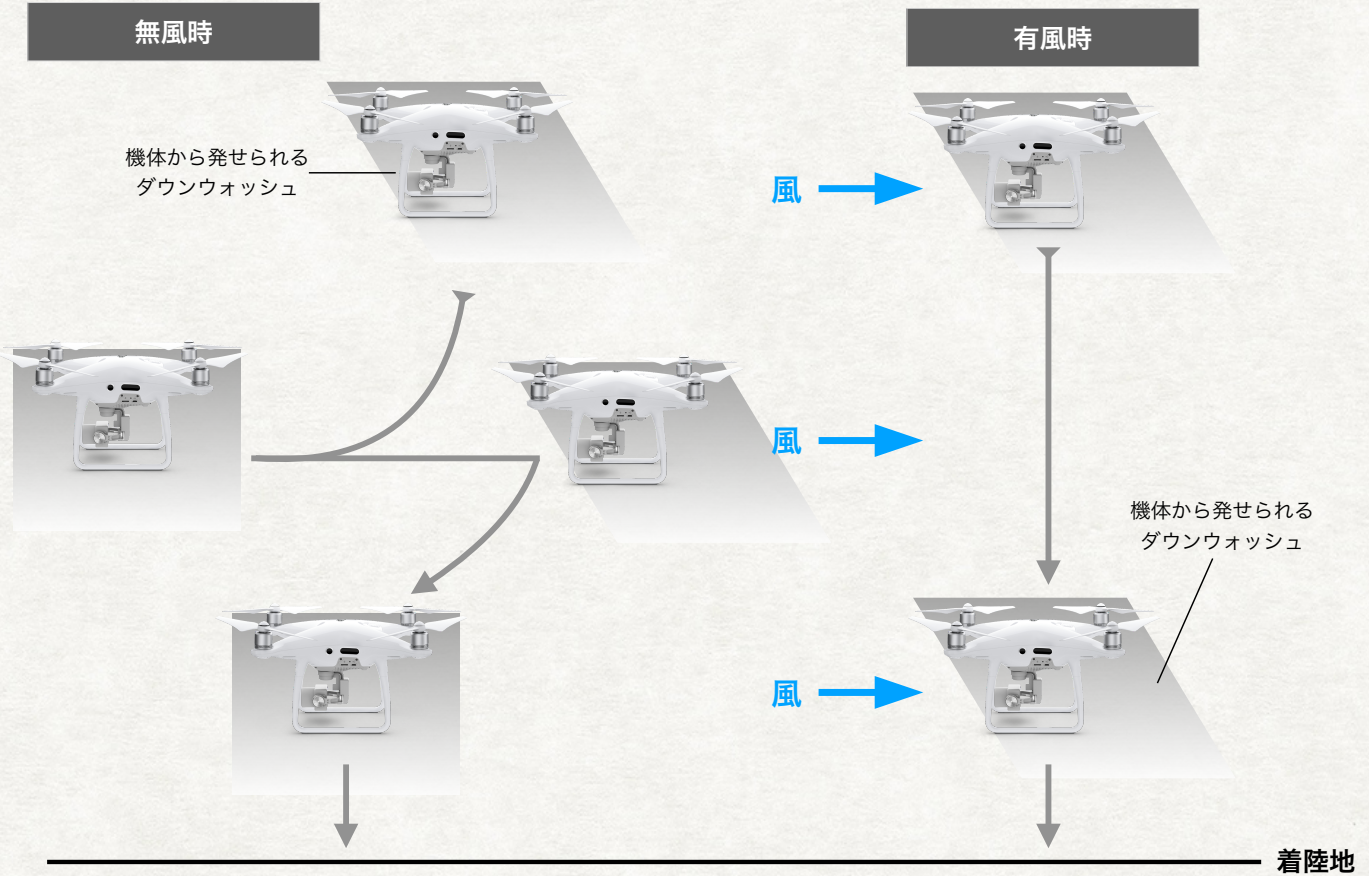 無風時
有風時
機体から発せられる
ダウンウォッシュ
風
風
機体から発せられる
ダウンウォッシュ
風
着陸地